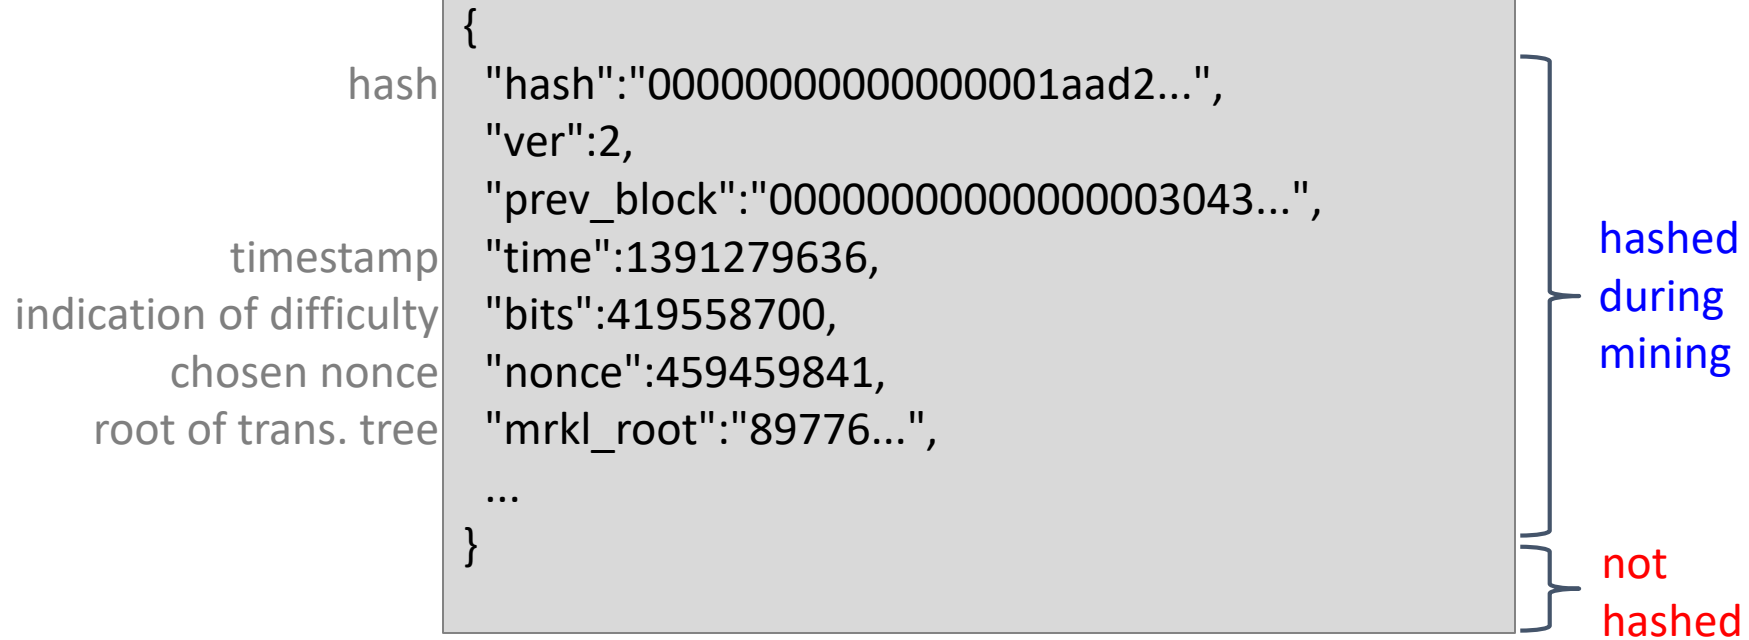 {
hash "hash":"00000000000000001aad2...",
"ver":2,
"prev_block":"00000000000000003043...",
timestamp "time":1391279636,
indication of difficulty "bits":419558700,
chosen nonce "nonce":459459841,
root of trans. tree "mrkl_root":"89776...",
...
}
hashed
during
mining
not
hashed